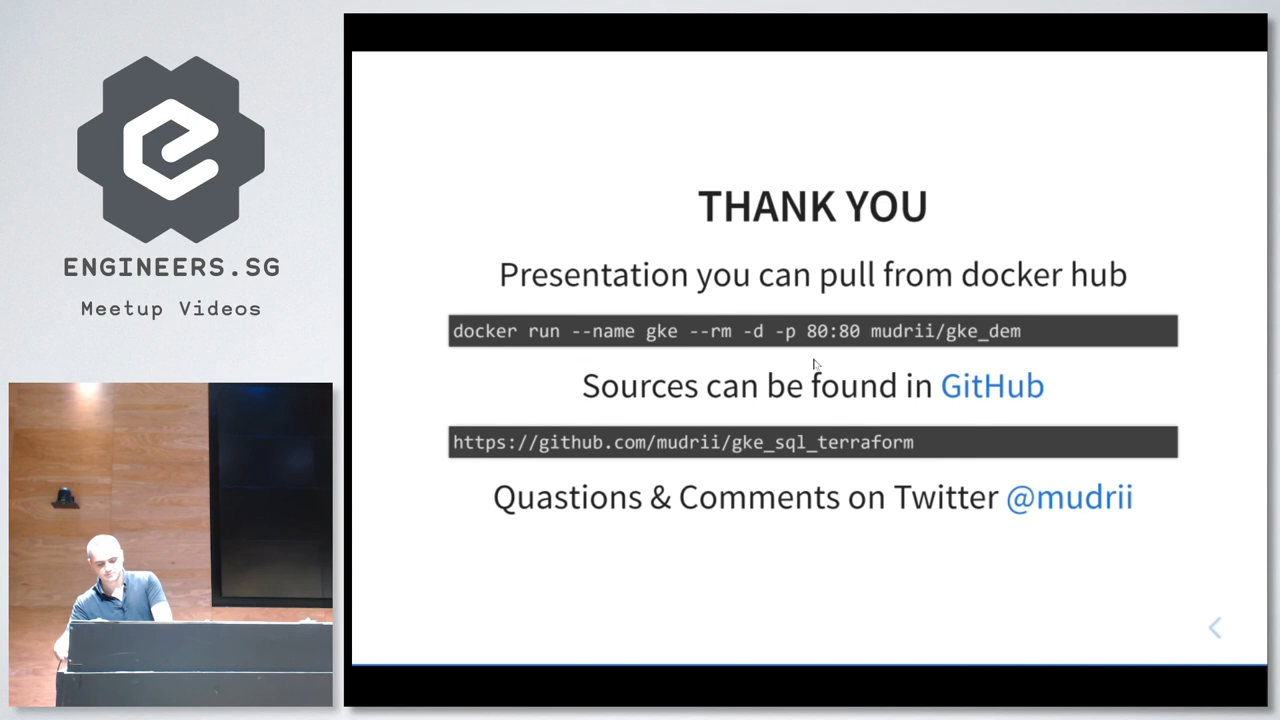 ENGINEERS.SG
Meetup Videos
THANK YOU
Presentation you can pull from docker hub
docker run --name gke --rm -d -p 80:80 mudrii/gke_dem
Sources can be found in GitHub
https://github.com/mudrii/gke_sql_terraform
Quastions & Comments on Twitter @mudrii